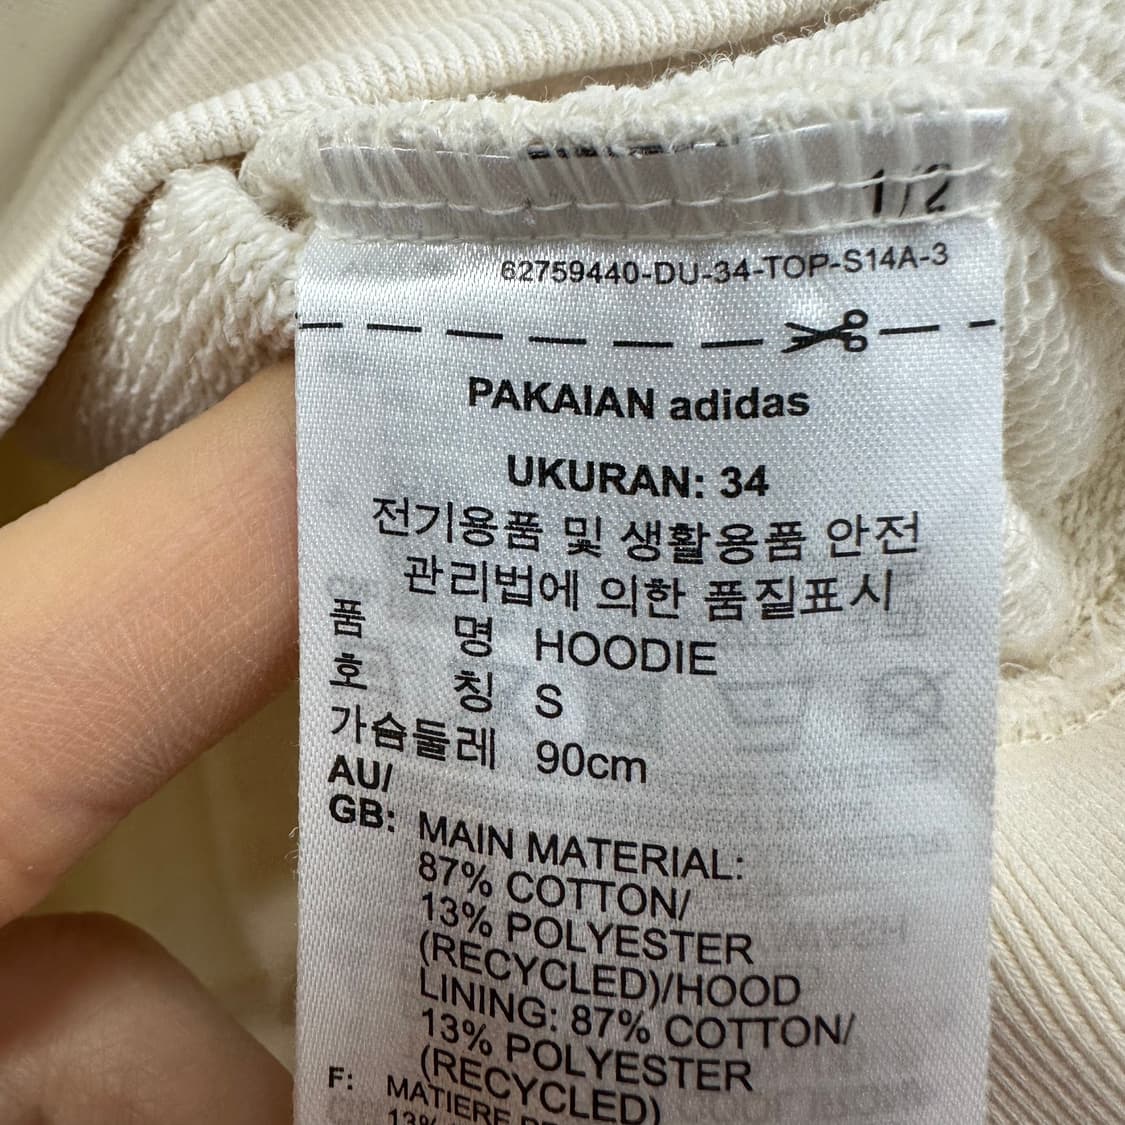 1/2
62759440-DU-34-TOP-S14A-3
PAKAIAN adidas
UKURAN: 34
전기용품 및 생활용품 안전
관리법에 의한 품질표시
품 명 HOODIE
호 칭 S
가슴둘레 90cm
AU/
GB: MAIN MATERIAL:
87% COTTON/
13% POLYESTER
(RECYCLED)/HOOD
LINING: 87% COTTON/
13% POLYESTER
(RECYCLED)
F: MATIERE
13%